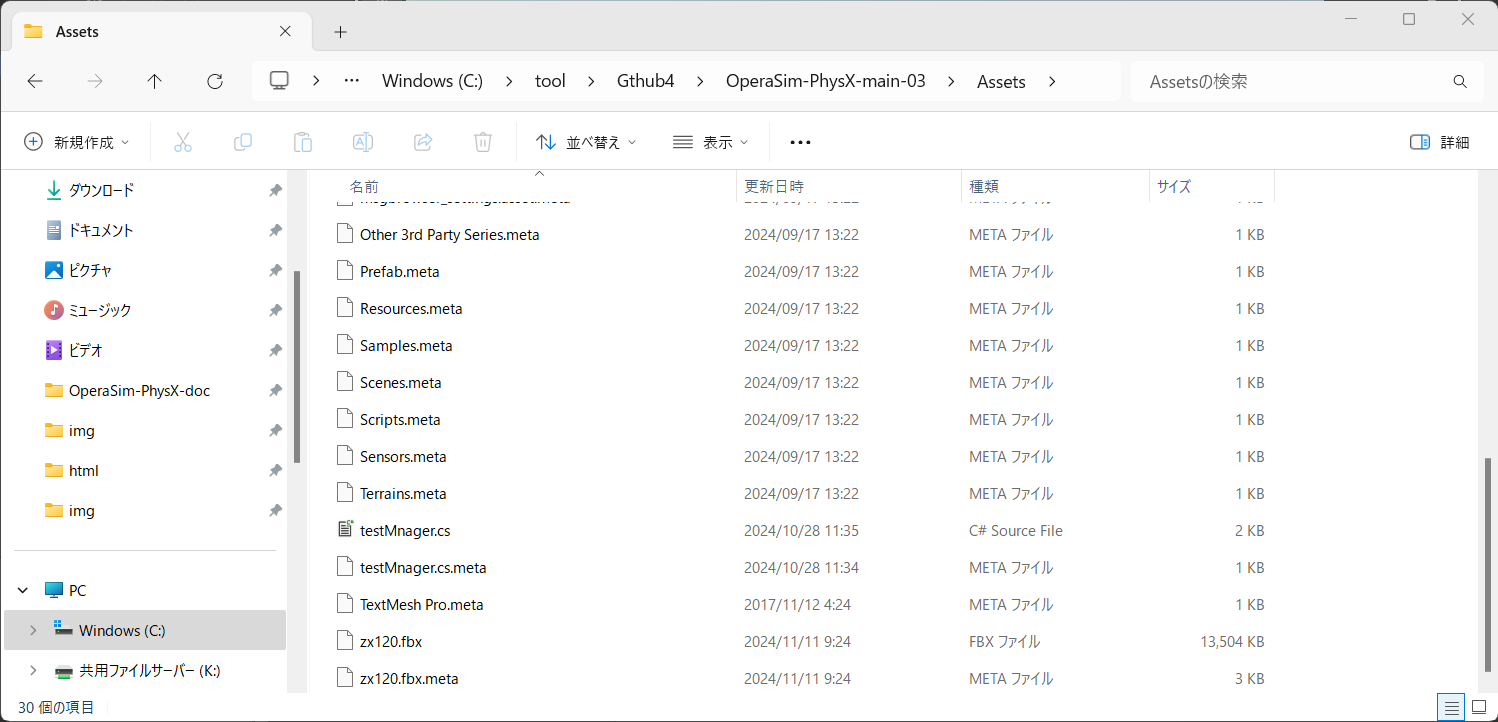 Assets
Windows (C:) tool Gthub4 OperaSim-PhysX-main-03 Assets Assetsの検索
新規作成 並べ替え 表示 詳細
ダウンロード
ドキュメント
ピクチャ
ミュージック
ビデオ
OperaSim-PhysX-doc
img
html
img
PC
Windows (C:)
共用ファイルサーバー (K:)
名前 更新日時 種類 サイズ
Other 3rd Party Series.meta 2024/09/17 13:22 META ファイル 1 KB
Prefab.meta 2024/09/17 13:22 META ファイル 1 KB
Resources.meta 2024/09/17 13:22 META ファイル 1 KB
Samples.meta 2024/09/17 13:22 META ファイル 1 KB
Scenes.meta 2024/09/17 13:22 META ファイル 1 KB
Scripts.meta 2024/09/17 13:22 META ファイル 1 KB
Sensors.meta 2024/09/17 13:22 META ファイル 1 KB
Terrains.meta 2024/09/17 13:22 META ファイル 1 KB
testMnager.cs 2024/10/28 11:35 C# Source File 2 KB
testMnager.cs.meta 2024/10/28 11:34 META ファイル 1 KB
TextMesh Pro.meta 2017/11/12 4:24 META ファイル 1 KB
zx120.fbx 2024/11/11 9:24 FBX ファイル 13,504 KB
zx120.fbx.meta 2024/11/11 9:24 META ファイル 3 KB
30 個の項目